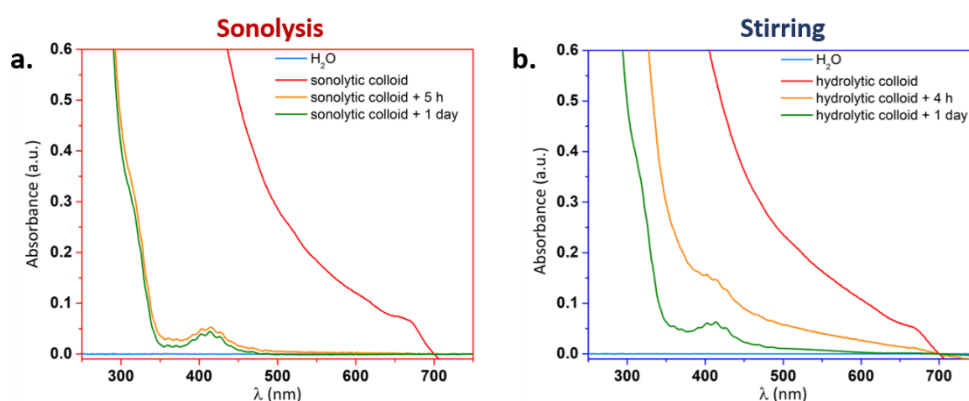 Sonolysis
a.
H₂O
sonolytic colloid
sonolytic colloid + 5 h
sonolytic colloid + 1 day
0.6
0.5
0.4
0.3
0.2
0.1
0.0
Absorbance (a.u.)
300 400 500 600 700
λ (nm)
Stirring
b.
H₂O
hydrolytic colloid
hydrolytic colloid + 4 h
hydrolytic colloid + 1 day
0.6
0.5
0.4
0.3
0.2
0.1
0.0
Absorbance (a.u.)
300 400 500 600 700
λ (nm)